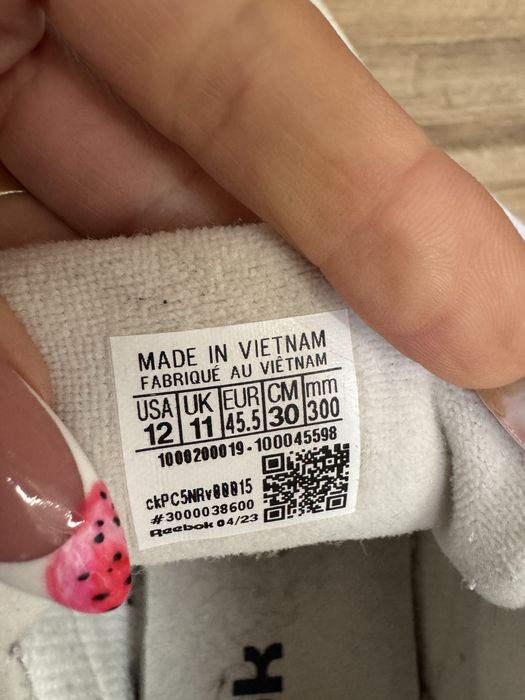 MADE IN VIETNAM
FABRIQUÉ AU VIÊTNAM
USA UK EUR CM mm
12 11 45.5 30 300
1000200019-100045598
ckPC5NRv00015
#3000038600
Reebok 04/23
k